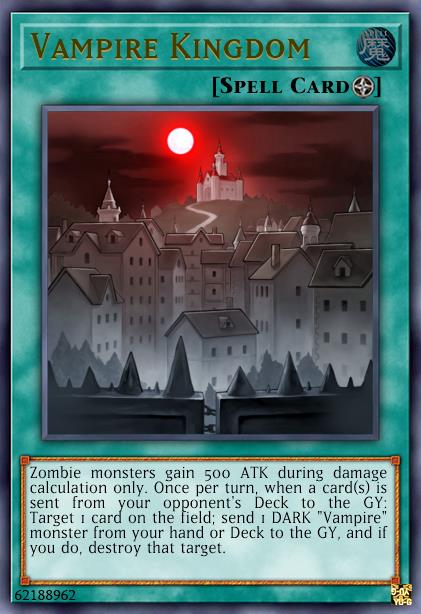 VAMPIRE KINGDOM
魔
[SPELL CARD]
Zombie monsters gain 500 ATK during damage
calculation only. Once per turn, when a card(s) is
sent from your opponent's Deck to the GY:
Target 1 card on the field; send 1 DARK "Vampire"
monster from your hand or Deck to the GY, and if
you do, destroy that target.
62188962